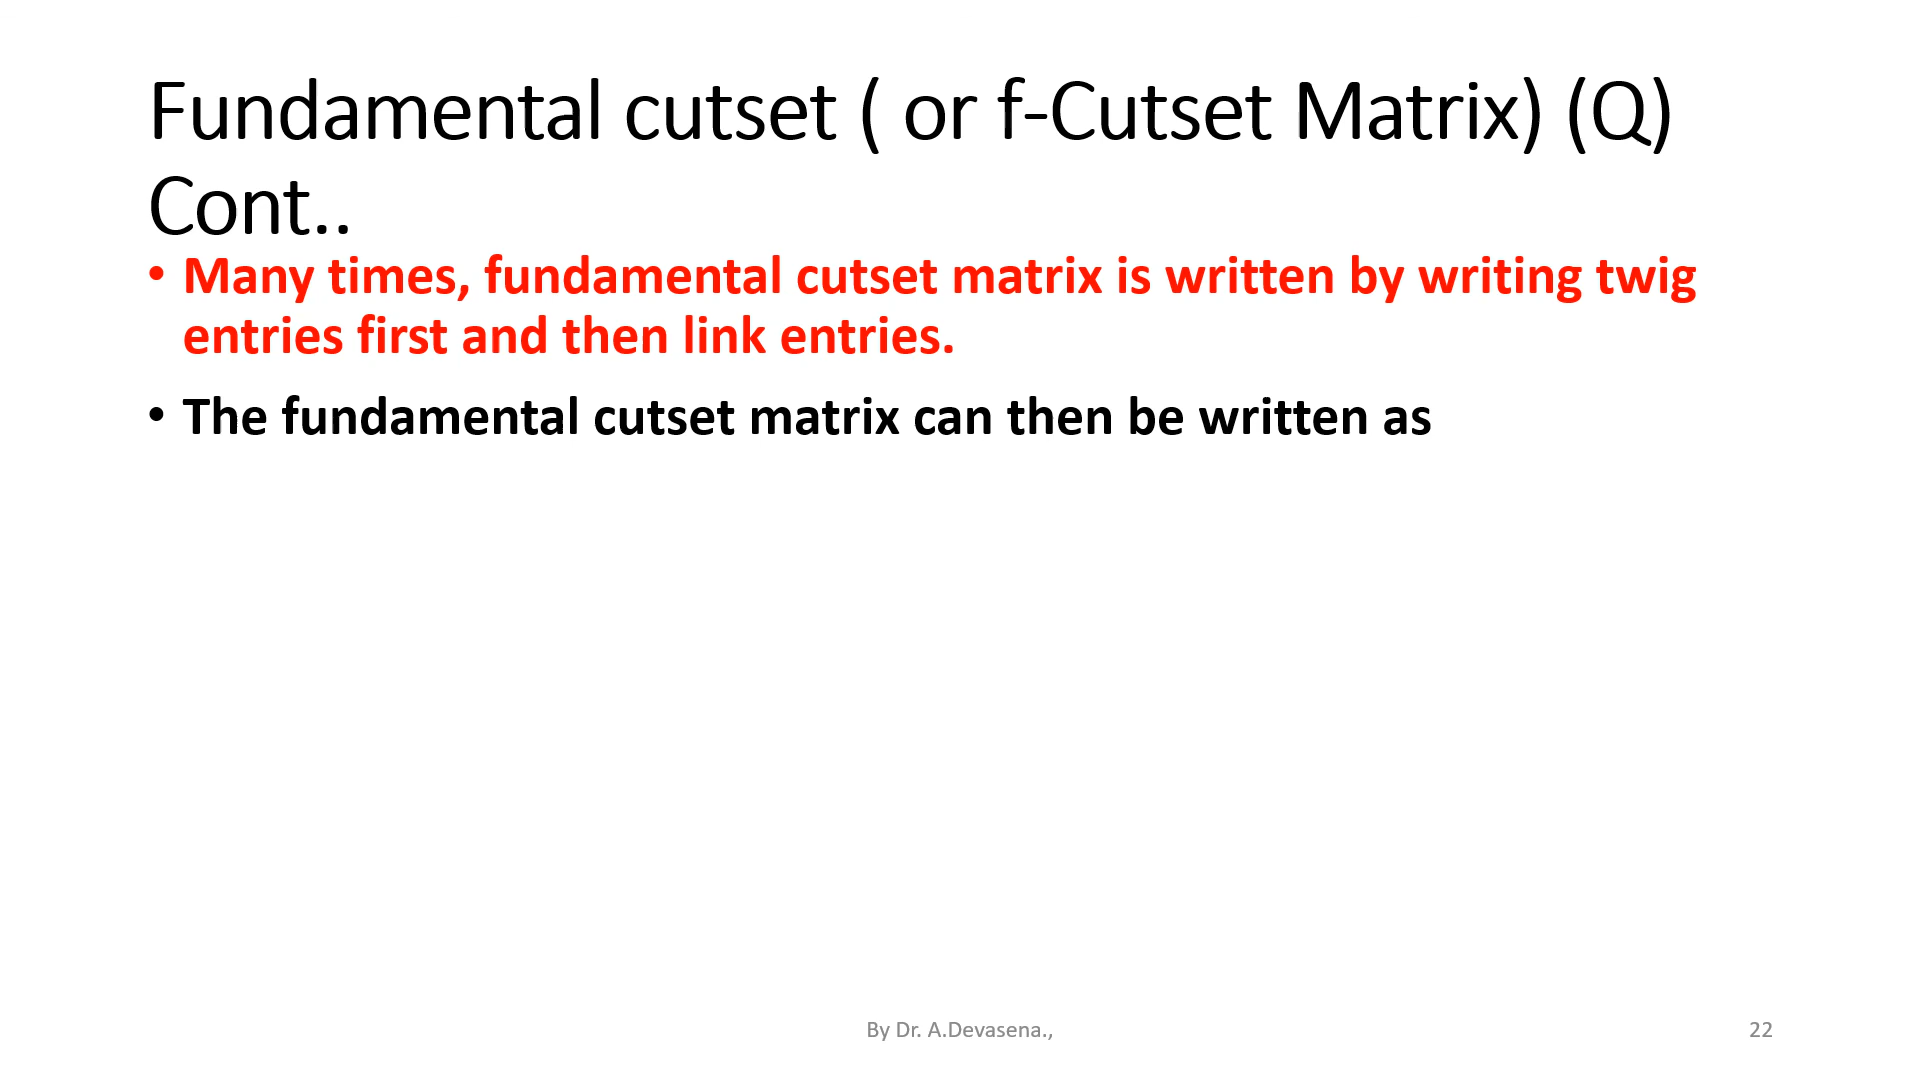 Fundamental cutset ( or f-Cutset Matrix) (Q)
Cont..
• Many times, fundamental cutset matrix is written by writing twig
entries first and then link entries.
• The fundamental cutset matrix can then be written as
By Dr. A.Devasena.,
22